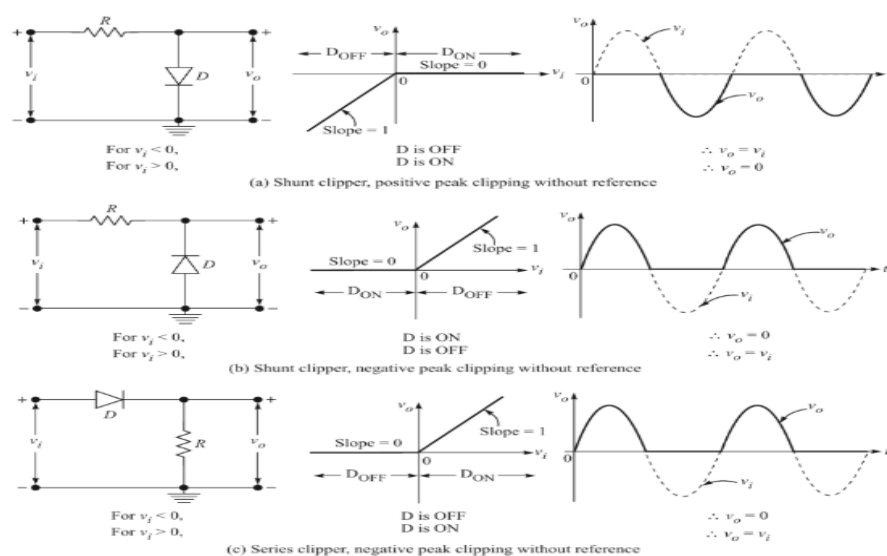 + R +
v_i D v_o
− −
v_o
D_OFF D_ON
Slope = 0
0 v_i
Slope = 1
v_i
0
v_o
For v_i < 0, D is OFF ∴ v_o = v_i
For v_i > 0, D is ON ∴ v_o = 0
(a) Shunt clipper, positive peak clipping without reference
+ R +
v_i D v_o
− −
v_o
Slope = 1
Slope = 0
0 v_i
D_ON D_OFF
v_o
v_o
0 t
v_i
For v_i < 0, D is ON ∴ v_o = 0
For v_i > 0, D is OFF ∴ v_o = v_i
(b) Shunt clipper, negative peak clipping without reference
+ D +
v_i R v_o
− −
v_o
Slope = 1
Slope = 0
0 v_i
D_OFF D_ON
v_o
0 t
v_i
For v_i < 0, D is OFF ∴ v_o = 0
For v_i > 0, D is ON ∴ v_o = v_i
(c) Series clipper, negative peak clipping without reference